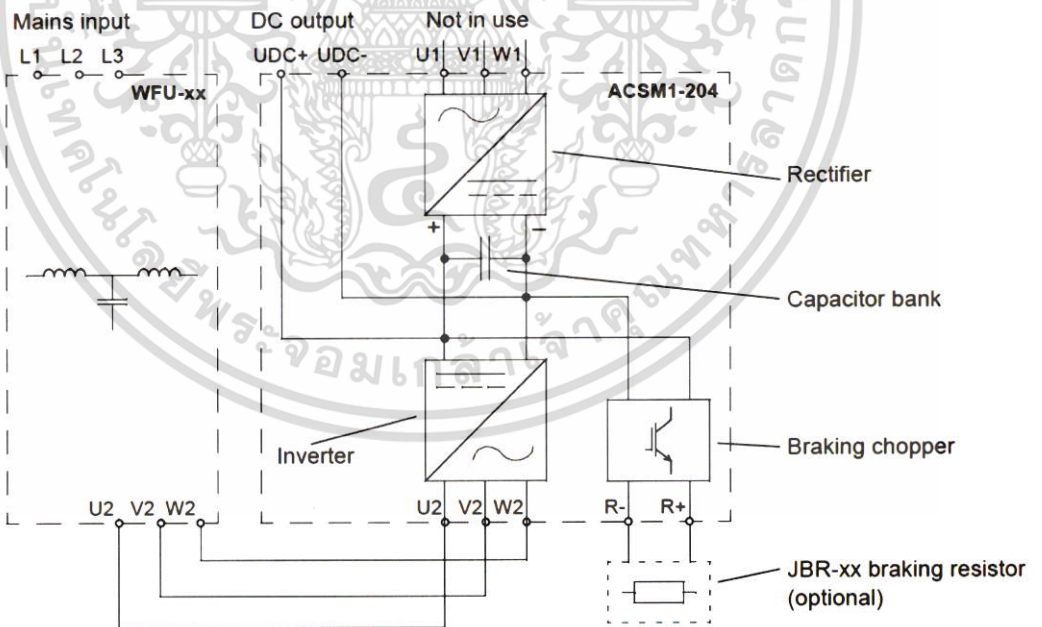 Mains input
DC output
Not in use
L1 L2 L3
UDC+ UDC-
U1 V1 W1
WFU-xx
ACSM1-204
Rectifier
+
−
Capacitor bank
Inverter
Braking chopper
U2 V2 W2
U2 V2 W2
R- R+
JBR-xx braking resistor
(optional)